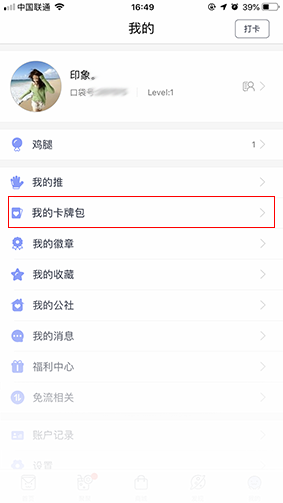 中国联通 16:49 39%
我的 打卡
印象。
口袋号: Level:1
鸡腿 1
我的推
我的卡牌包
我的徽章
我的收藏
我的公社
我的消息
福利中心
免流相关
账户记录
设置